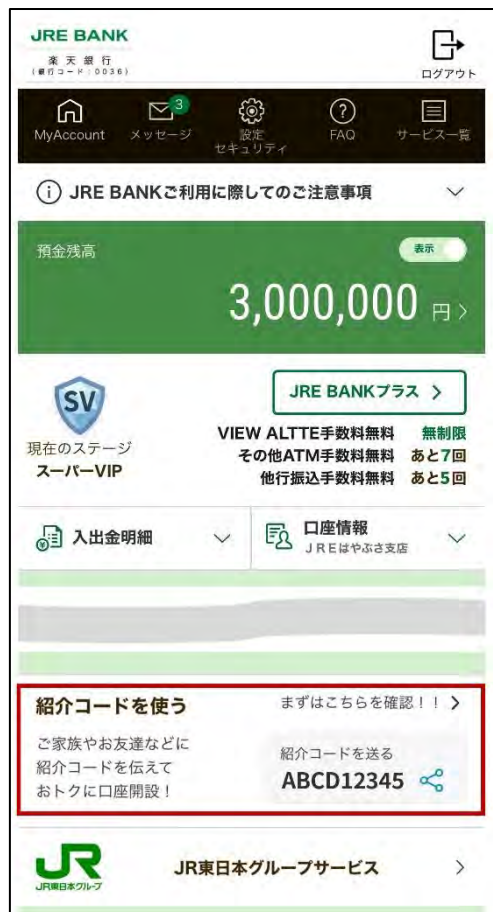 JRE BANK
楽天銀行
(銀行コード:0036)
ログアウト
3
MyAccount メッセージ 設定 セキュリティ FAQ サービス一覧
JRE BANKご利用に際してのご注意事項
預金残高 表示
3,000,000 円
SV
JRE BANKプラス
現在のステージ
スーパーVIP
VIEW ALTTE手数料無料 無制限
その他ATM手数料無料 あと7回
他行振込手数料無料 あと5回
入出金明細
口座情報
JREはやぶさ支店
紹介コードを使う
まずはこちらを確認!!
ご家族やお友達などに
紹介コードを伝えて
おトクに口座開設!
紹介コードを送る
ABCD12345
JR
JR東日本グループ
JR東日本グループサービス